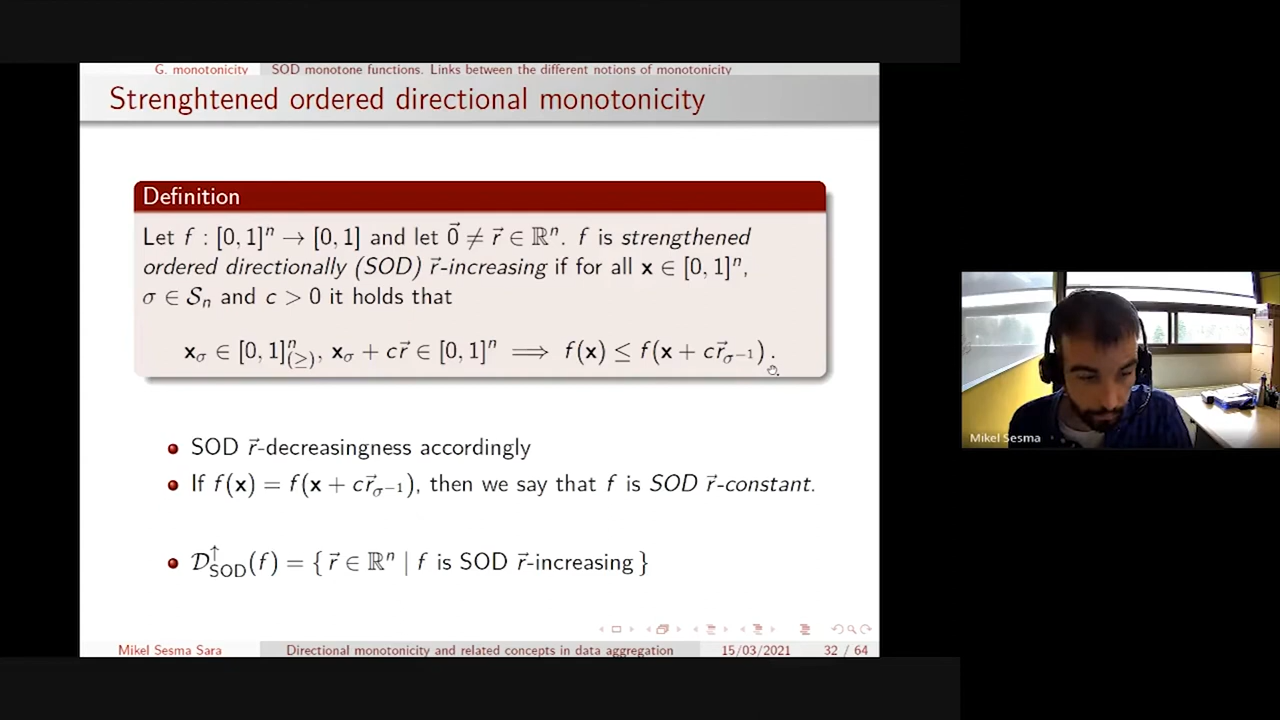 G. monotonicity SOD monotone functions. Links between the different notions of monotonicity
Strenghtened ordered directional monotonicity
Definition
Let f : [0, 1]ⁿ → [0, 1] and let 0⃗ ≠ r⃗ ∈ ℝⁿ. f is strengthened
ordered directionally (SOD) r⃗-increasing if for all x ∈ [0, 1]ⁿ,
σ ∈ 𝒮ₙ and c > 0 it holds that
x_σ ∈ [0, 1]ⁿ_(≥), x_σ + cr⃗ ∈ [0, 1]ⁿ ⟹ f(x) ≤ f(x + cr⃗_σ⁻¹) .
SOD r⃗-decreasingness accordingly
If f(x) = f(x + cr⃗_σ⁻¹), then we say that f is SOD r⃗-constant.
𝒟↑_SOD(f) = { r⃗ ∈ ℝⁿ | f is SOD r⃗-increasing }
Mikel Sesma Sara Directional monotonicity and related concepts in data aggregation 15/03/2021 32 / 64
Mikel Sesma